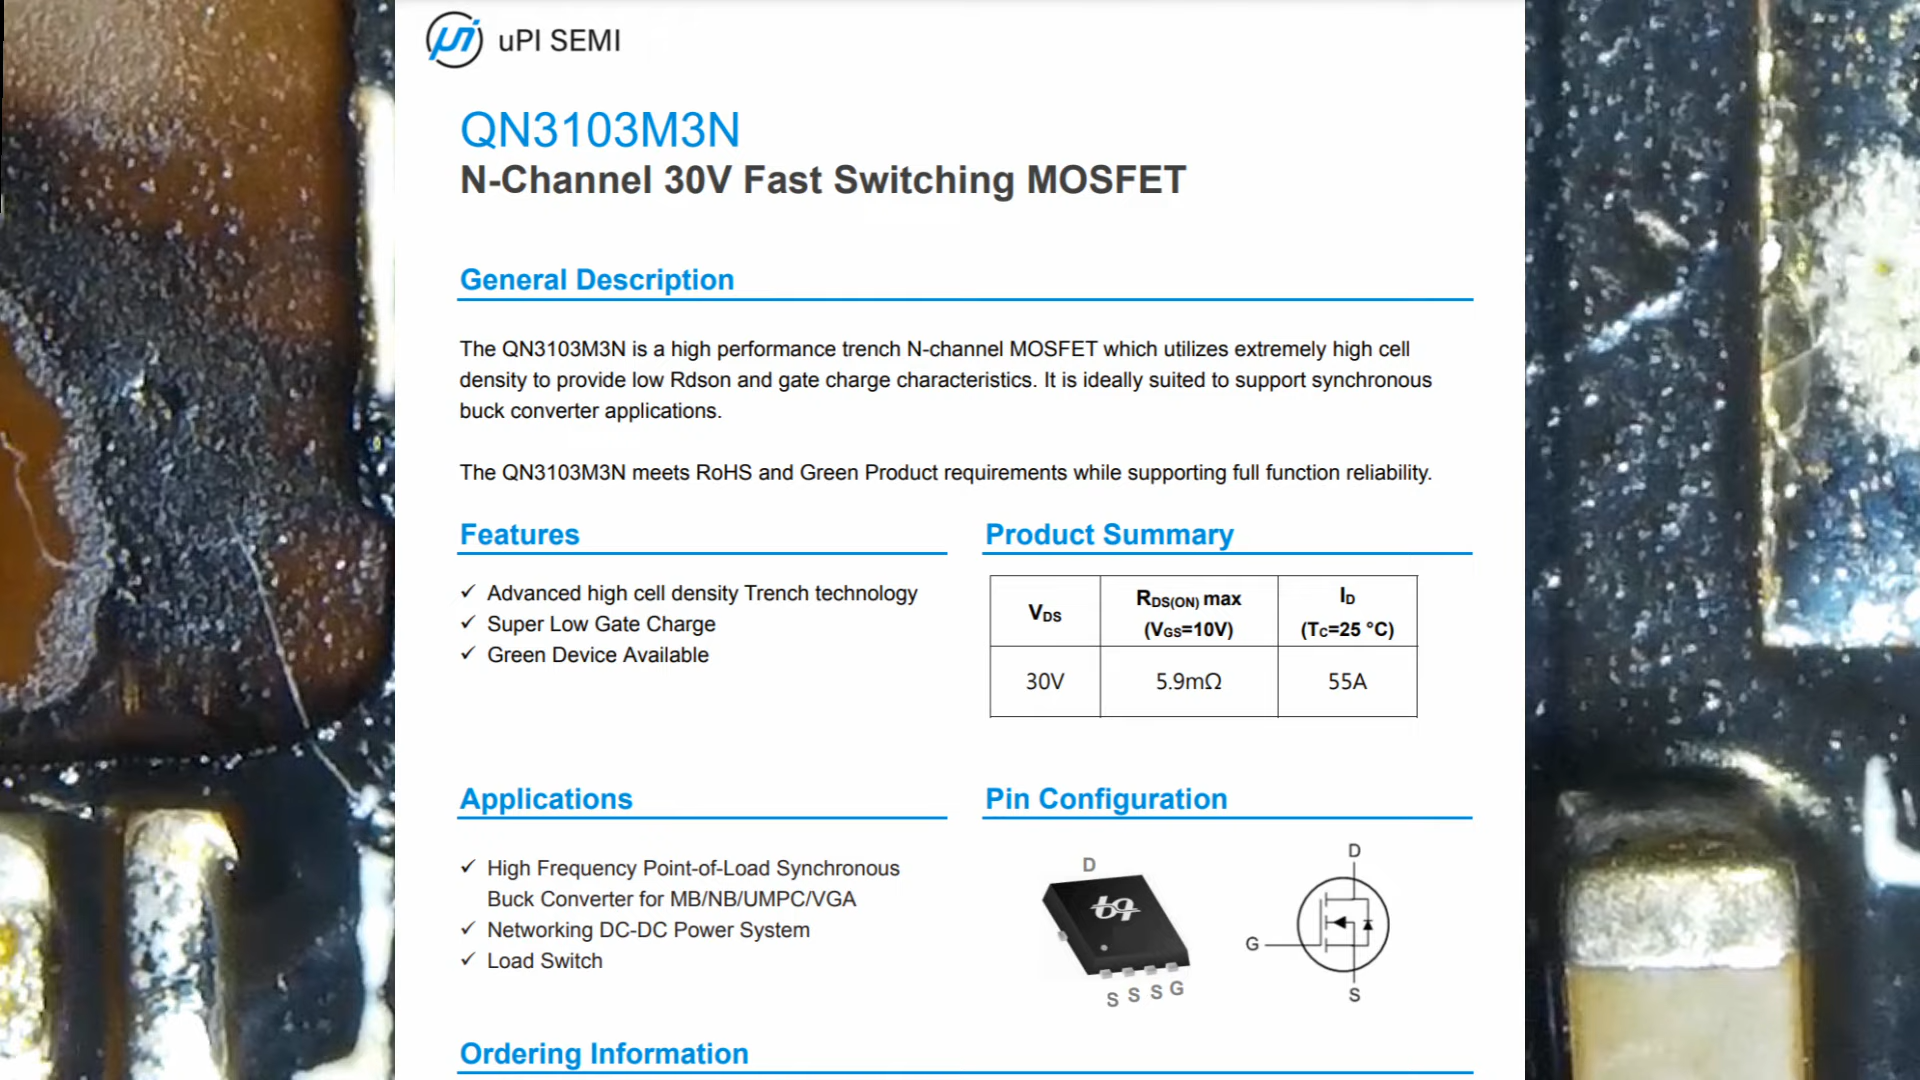 uPI SEMI
QN3103M3N
N-Channel 30V Fast Switching MOSFET
General Description
The QN3103M3N is a high performance trench N-channel MOSFET which utilizes extremely high cell
density to provide low Rdson and gate charge characteristics. It is ideally suited to support synchronous
buck converter applications.
The QN3103M3N meets RoHS and Green Product requirements while supporting full function reliability.
Features
✓ Advanced high cell density Trench technology
✓ Super Low Gate Charge
✓ Green Device Available
Product Summary
VDS
RDS(ON) max
(VGS=10V)
ID
(TC=25 °C)
30V
5.9mΩ
55A
Applications
✓ High Frequency Point-of-Load Synchronous
Buck Converter for MB/NB/UMPC/VGA
✓ Networking DC-DC Power System
✓ Load Switch
Pin Configuration
D
S S S G
D
G
S
Ordering Information